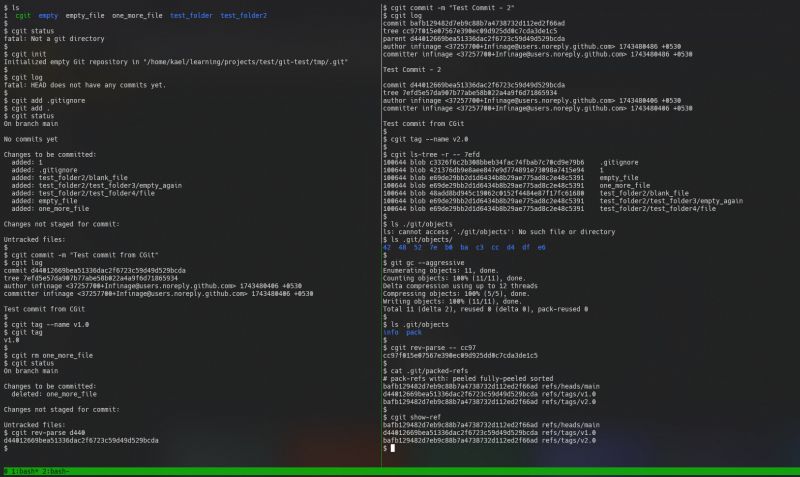 $ ls
1  cgit  empty  empty_file  one_more_file  test_folder  test_folder2
$
$ cgit status
fatal: Not a git directory
$
$ cgit init
Initialized empty Git repository in "/home/kael/learning/projects/test/git-test/tmp/.git"
$
$ cgit log
fatal: HEAD does not have any commits yet.
$
$ cgit add .gitignore
$ cgit add .
$ cgit status
On branch main

No commits yet

Changes to be committed:
  added: 1
  added: .gitignore
  added: test_folder2/blank_file
  added: test_folder2/test_folder3/empty_again
  added: test_folder2/test_folder4/file
  added: empty_file
  added: one_more_file

Changes not staged for commit:

Untracked files:
$
$ cgit commit -m "Test commit from CGit"
$ cgit log
commit d44012669bea51336dac2f6723c59d49d529bcda
tree 7efd5e57da907b77abe58b022a4a9f6d71865934
author infinage <37257700+Infinage@users.noreply.github.com> 1743480406 +0530
committer infinage <37257700+Infinage@users.noreply.github.com> 1743480406 +0530

Test commit from CGit
$
$ cgit tag --name v1.0
$ cgit tag
v1.0
$
$ cgit rm one_more_file
$ cgit status
On branch main

Changes to be committed:
  deleted: one_more_file

Changes not staged for commit:

Untracked files:
$
$ cgit rev-parse d440
d44012669bea51336dac2f6723c59d49d529bcda
$
$ cgit commit -m "Test Commit - 2"
$ cgit log
commit bafb129482d7eb9c88b7a4738732d112ed2f66ad
tree cc97f015e07567e390ec09d925dd0c7cda3de1c5
parent d44012669bea51336dac2f6723c59d49d529bcda
author infinage <37257700+Infinage@users.noreply.github.com> 1743480486 +0530
committer infinage <37257700+Infinage@users.noreply.github.com> 1743480486 +0530

Test Commit - 2

commit d44012669bea51336dac2f6723c59d49d529bcda
tree 7efd5e57da907b77abe58b022a4a9f6d71865934
author infinage <37257700+Infinage@users.noreply.github.com> 1743480406 +0530
committer infinage <37257700+Infinage@users.noreply.github.com> 1743480406 +0530

Test commit from CGit
$
$ cgit tag --name v2.0
$
$ cgit ls-tree -r -- 7efd
100644 blob c3326f6c2b308bbeb34fac74fbab7c70cd9e79b6    .gitignore
100644 blob 421376db9e8aee847e9d774891e73098a7415e94    1
100644 blob e69de29bb2d1d6434b8b29ae775ad8c2e48c5391    empty_file
100644 blob e69de29bb2d1d6434b8b29ae775ad8c2e48c5391    one_more_file
100644 blob 48add8bd945c19062c0152f4484e87f17fc61680    test_folder2/blank_file
100644 blob e69de29bb2d1d6434b8b29ae775ad8c2e48c5391    test_folder2/test_folder3/empty_again
100644 blob e69de29bb2d1d6434b8b29ae775ad8c2e48c5391    test_folder2/test_folder4/file
$
$ ls ./git/objects
ls: cannot access './git/objects': No such file or directory
$ ls .git/objects/
42  48  52  7e  b0  ba  c3  cc  d4  df  e6
$
$ git gc --aggressive
Enumerating objects: 11, done.
Counting objects: 100% (11/11), done.
Delta compression using up to 12 threads
Compressing objects: 100% (5/5), done.
Writing objects: 100% (11/11), done.
Total 11 (delta 2), reused 0 (delta 0), pack-reused 0
$
$ ls .git/objects
info  pack
$
$ cgit rev-parse -- cc97
cc97f015e07567e390ec09d925dd0c7cda3de1c5
$
$ cat .git/packed-refs
# pack-refs with: peeled fully-peeled sorted
bafb129482d7eb9c88b7a4738732d112ed2f66ad refs/heads/main
d44012669bea51336dac2f6723c59d49d529bcda refs/tags/v1.0
bafb129482d7eb9c88b7a4738732d112ed2f66ad refs/tags/v2.0
$
$ cgit show-ref
bafb129482d7eb9c88b7a4738732d112ed2f66ad refs/heads/main
d44012669bea51336dac2f6723c59d49d529bcda refs/tags/v1.0
bafb129482d7eb9c88b7a4738732d112ed2f66ad refs/tags/v2.0
$
0 1:bash* 2:bash-